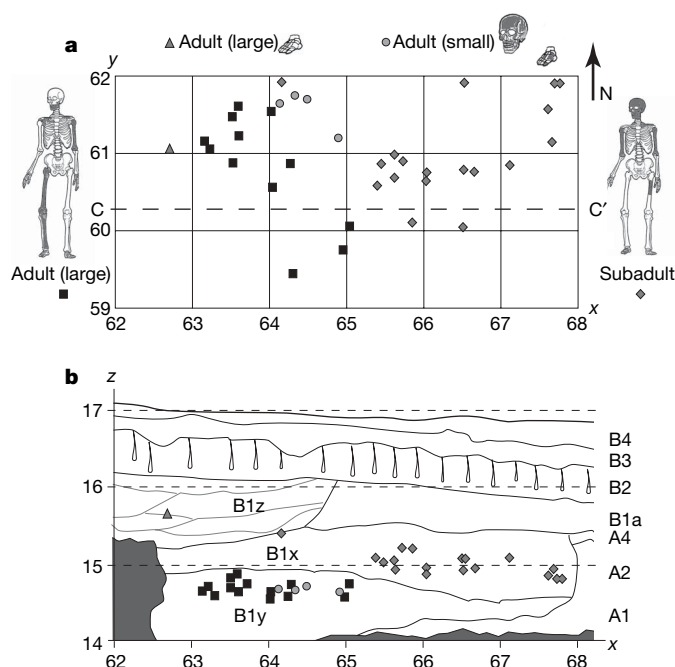 a
Adult (large)
Adult (small)
y
62
N
61
C
C′
60
Adult (large)
Subadult
59
x
62 63 64 65 66 67 68
b
z
17
B4
B3
16
B2
B1z
B1a
A4
B1x
15
A2
B1y
A1
14
x
62 63 64 65 66 67 68